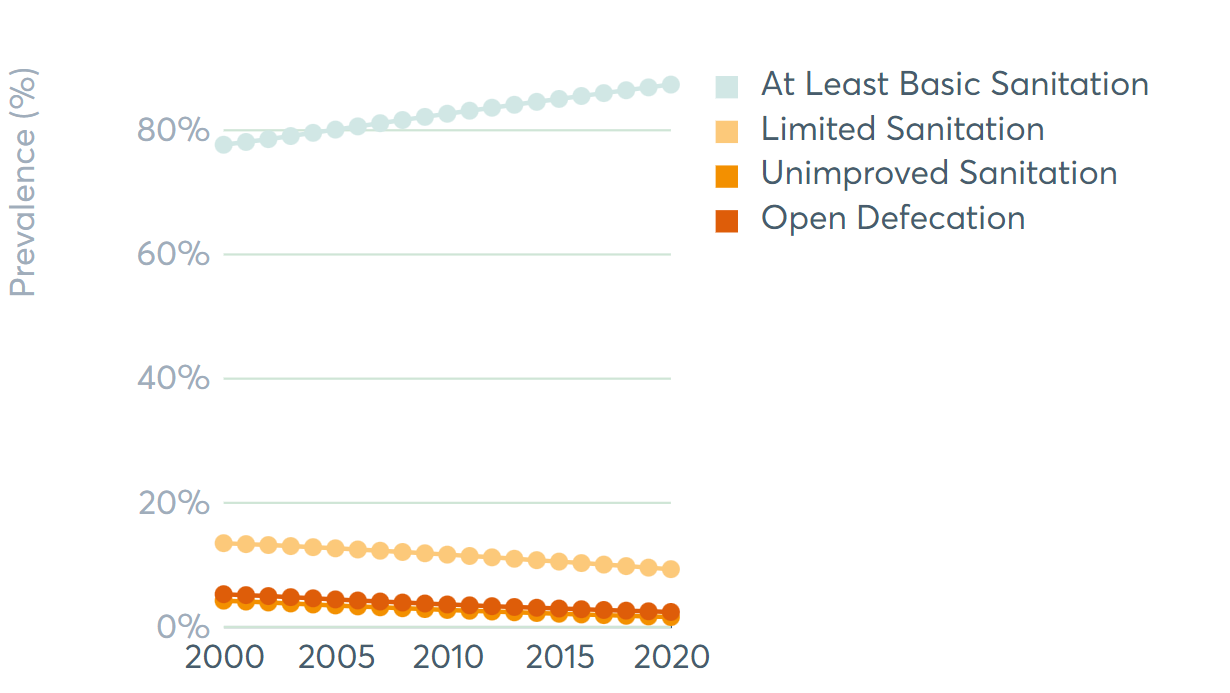 Prevalence (%)
80%
60%
40%
20%
0%
2000 2005 2010 2015 2020
At Least Basic Sanitation
Limited Sanitation
Unimproved Sanitation
Open Defecation